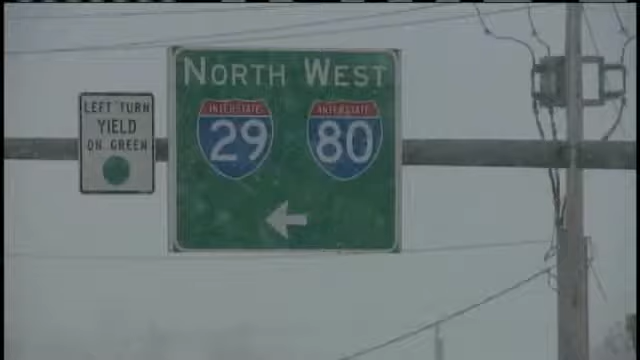 LEFT TURN
YIELD
ON GREEN
NORTH WEST
INTERSTATE INTERSTATE
29 80